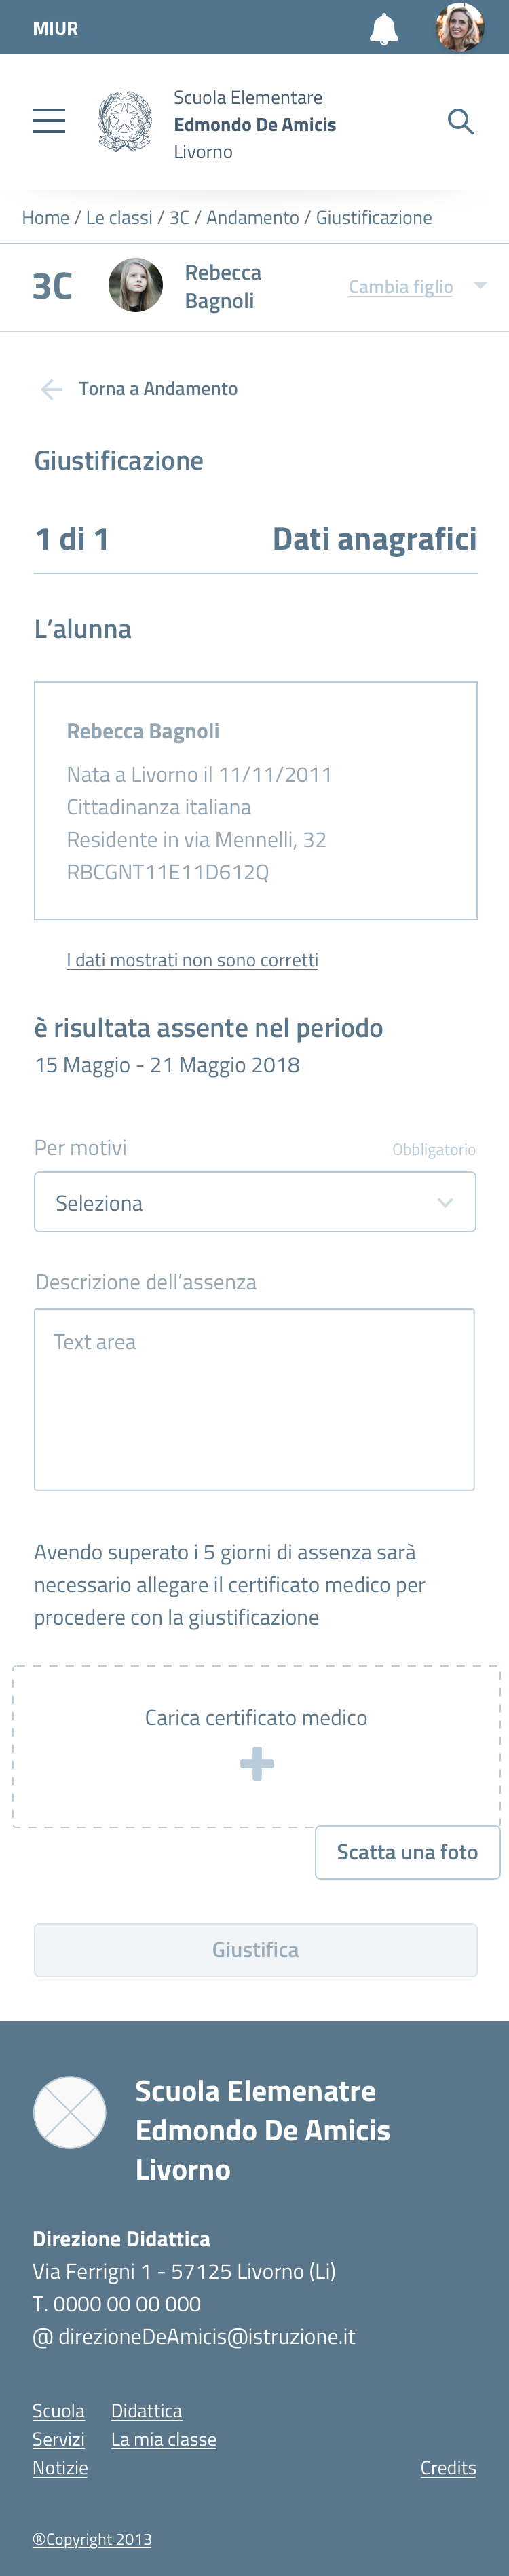 MIUR
Scuola Elementare
Edmondo De Amicis
Livorno
Home / Le classi / 3C / Andamento / Giustificazione
3C
Rebecca
Bagnoli
Cambia figlio
Torna a Andamento
Giustificazione
1 di 1 Dati anagrafici
L’alunna
Rebecca Bagnoli
Nata a Livorno il 11/11/2011
Cittadinanza italiana
Residente in via Mennelli, 32
RBCGNT11E11D612Q
I dati mostrati non sono corretti
è risultata assente nel periodo
15 Maggio - 21 Maggio 2018
Per motivi Obbligatorio
Seleziona
Descrizione dell’assenza
Text area
Avendo superato i 5 giorni di assenza sarà
necessario allegare il certificato medico per
procedere con la giustificazione
Carica certificato medico
Scatta una foto
Giustifica
Scuola Elemenatre
Edmondo De Amicis
Livorno
Direzione Didattica
Via Ferrigni 1 - 57125 Livorno (Li)
T. 0000 00 00 000
@ direzioneDeAmicis@istruzione.it
Scuola Didattica
Servizi La mia classe
Notizie Credits
®Copyright 2013